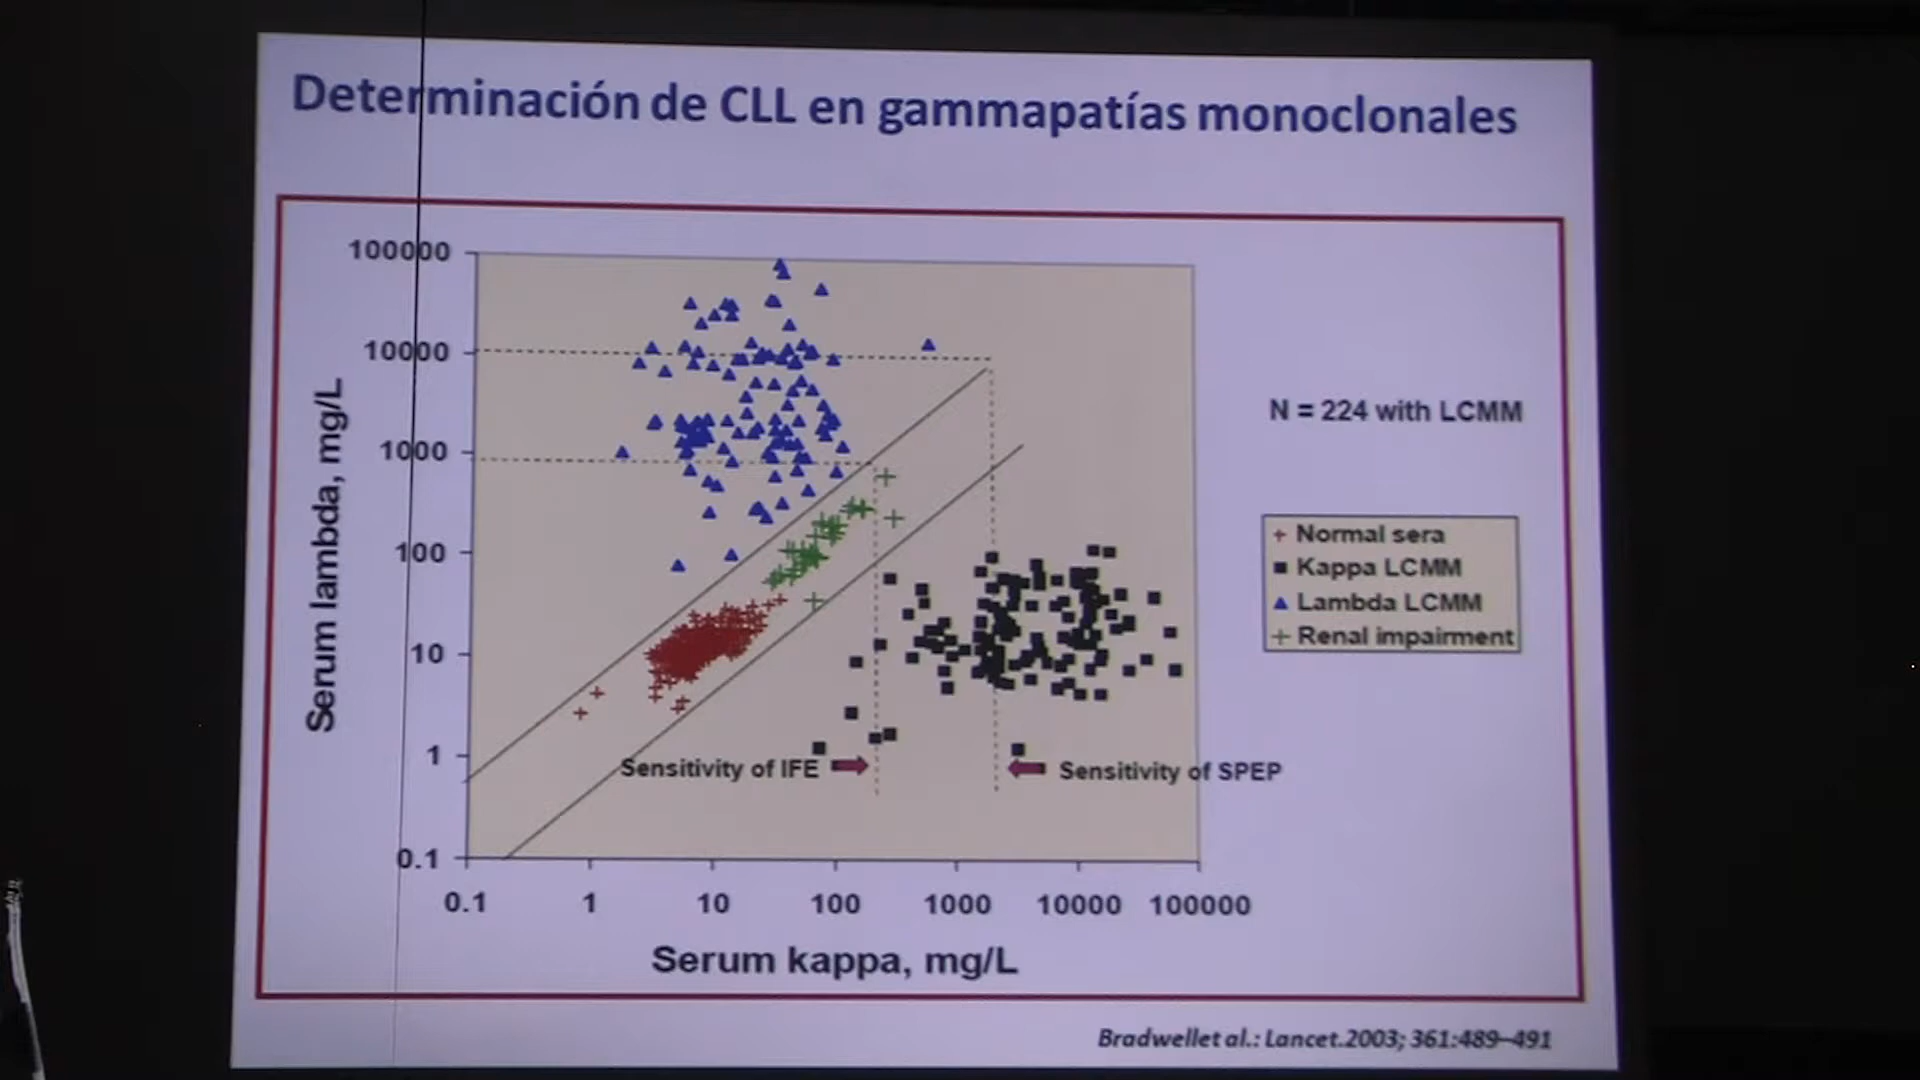 Determinación de CLL en gammapatías monoclonales
100000
10000
1000
100
10
1
0.1
Serum lambda, mg/L
0.1 1 10 100 1000 10000 100000
Serum kappa, mg/L
Sensitivity of IFE
Sensitivity of SPEP
N = 224 with LCMM
Normal sera
Kappa LCMM
Lambda LCMM
Renal impairment
Bradwellet al.: Lancet.2003; 361:489–491